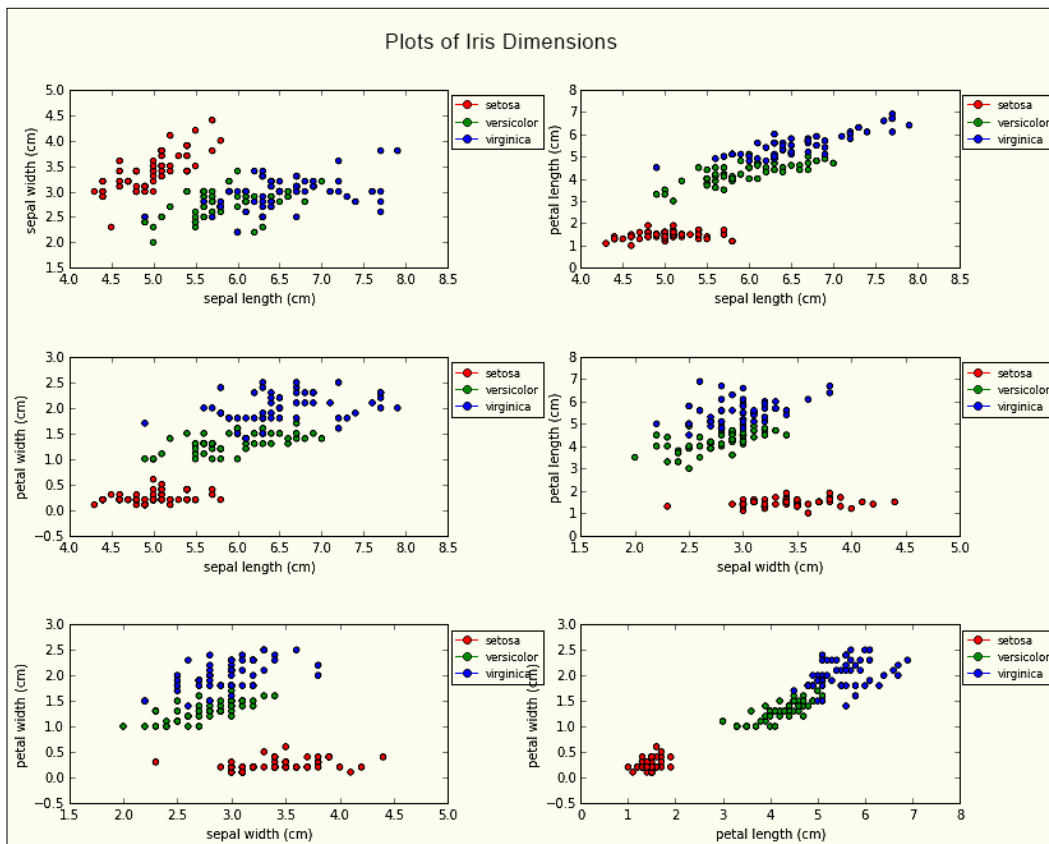 Plots of Iris Dimensions
5.0
4.5
4.0
3.5
3.0
2.5
2.0
1.5
sepal width (cm)
4.0 4.5 5.0 5.5 6.0 6.5 7.0 7.5 8.0 8.5
sepal length (cm)
setosa
versicolor
virginica
8
7
6
5
4
3
2
1
0
petal length (cm)
4.0 4.5 5.0 5.5 6.0 6.5 7.0 7.5 8.0 8.5
sepal length (cm)
setosa
versicolor
virginica
3.0
2.5
2.0
1.5
1.0
0.5
0.0
−0.5
petal width (cm)
4.0 4.5 5.0 5.5 6.0 6.5 7.0 7.5 8.0 8.5
sepal length (cm)
setosa
versicolor
virginica
8
7
6
5
4
3
2
1
0
petal length (cm)
1.5 2.0 2.5 3.0 3.5 4.0 4.5 5.0
sepal width (cm)
setosa
versicolor
virginica
3.0
2.5
2.0
1.5
1.0
0.5
0.0
−0.5
petal width (cm)
1.5 2.0 2.5 3.0 3.5 4.0 4.5 5.0
sepal width (cm)
setosa
versicolor
virginica
3.0
2.5
2.0
1.5
1.0
0.5
0.0
−0.5
petal width (cm)
0 1 2 3 4 5 6 7 8
petal length (cm)
setosa
versicolor
virginica